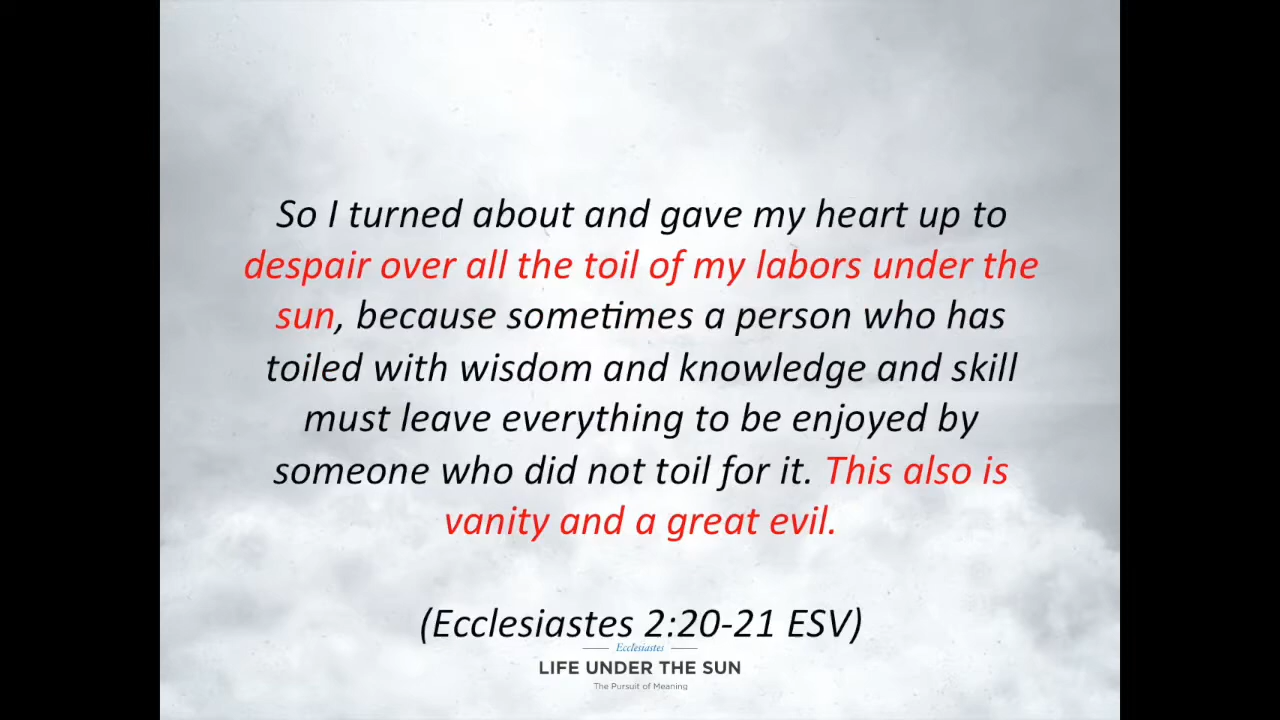 So I turned about and gave my heart up to
despair over all the toil of my labors under the
sun, because sometimes a person who has
toiled with wisdom and knowledge and skill
must leave everything to be enjoyed by
someone who did not toil for it. This also is
vanity and a great evil.
(Ecclesiastes 2:20-21 ESV)
Ecclesiastes
LIFE UNDER THE SUN
The Pursuit of Meaning